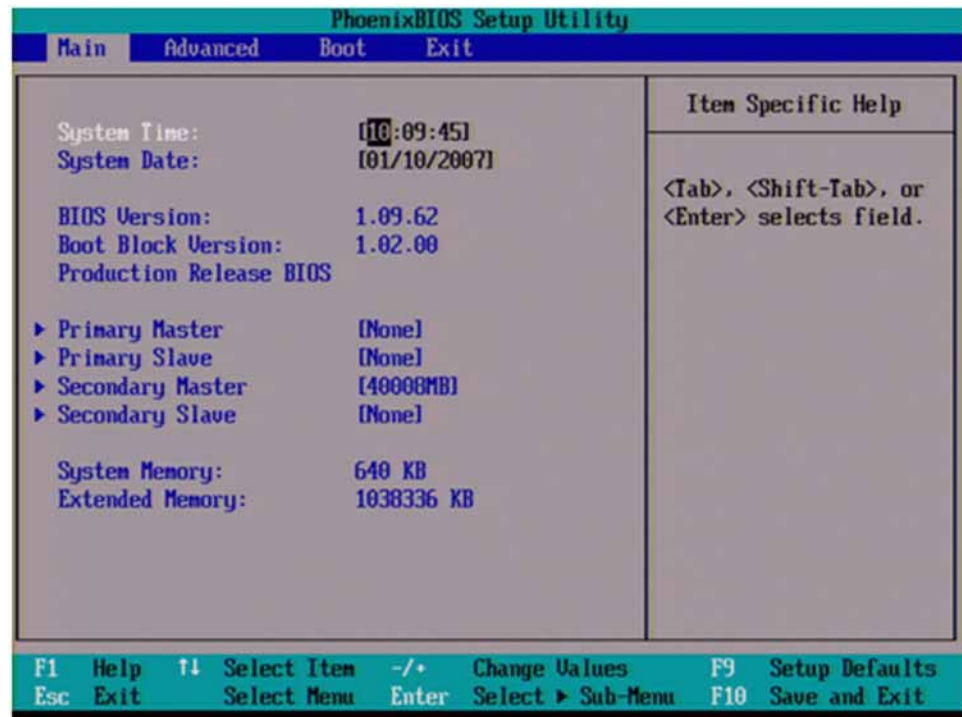 PhoenixBIOS Setup Utility
Main Advanced Boot Exit
System Time: [10:09:45]
System Date: [01/10/2007]
BIOS Version: 1.09.62
Boot Block Version: 1.02.00
Production Release BIOS
▶ Primary Master [None]
▶ Primary Slave [None]
▶ Secondary Master [40008MB]
▶ Secondary Slave [None]
System Memory: 640 KB
Extended Memory: 1038336 KB
Item Specific Help
<Tab>, <Shift-Tab>, or
<Enter> selects field.
F1 Help ↑↓ Select Item -/+ Change Values F9 Setup Defaults
Esc Exit Select Menu Enter Select ▶ Sub-Menu F10 Save and Exit